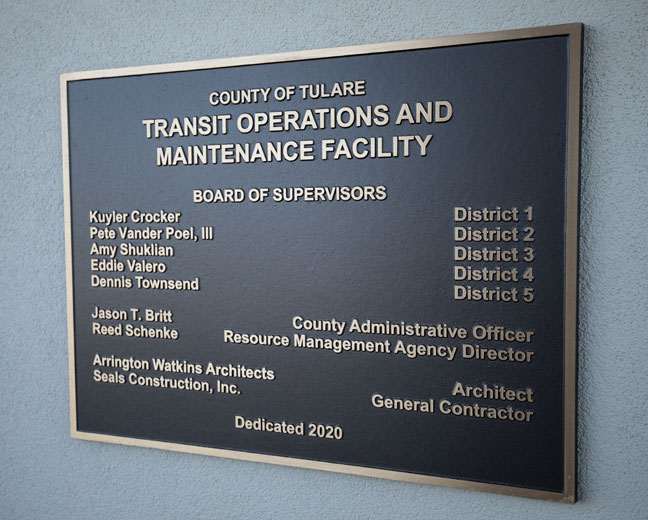 COUNTY OF TULARE
TRANSIT OPERATIONS AND
MAINTENANCE FACILITY
BOARD OF SUPERVISORS
Kuyler Crocker District 1
Pete Vander Poel, III District 2
Amy Shuklian District 3
Eddie Valero District 4
Dennis Townsend District 5
Jason T. Britt County Administrative Officer
Reed Schenke Resource Management Agency Director
Arrington Watkins Architects Architect
Seals Construction, Inc. General Contractor
Dedicated 2020